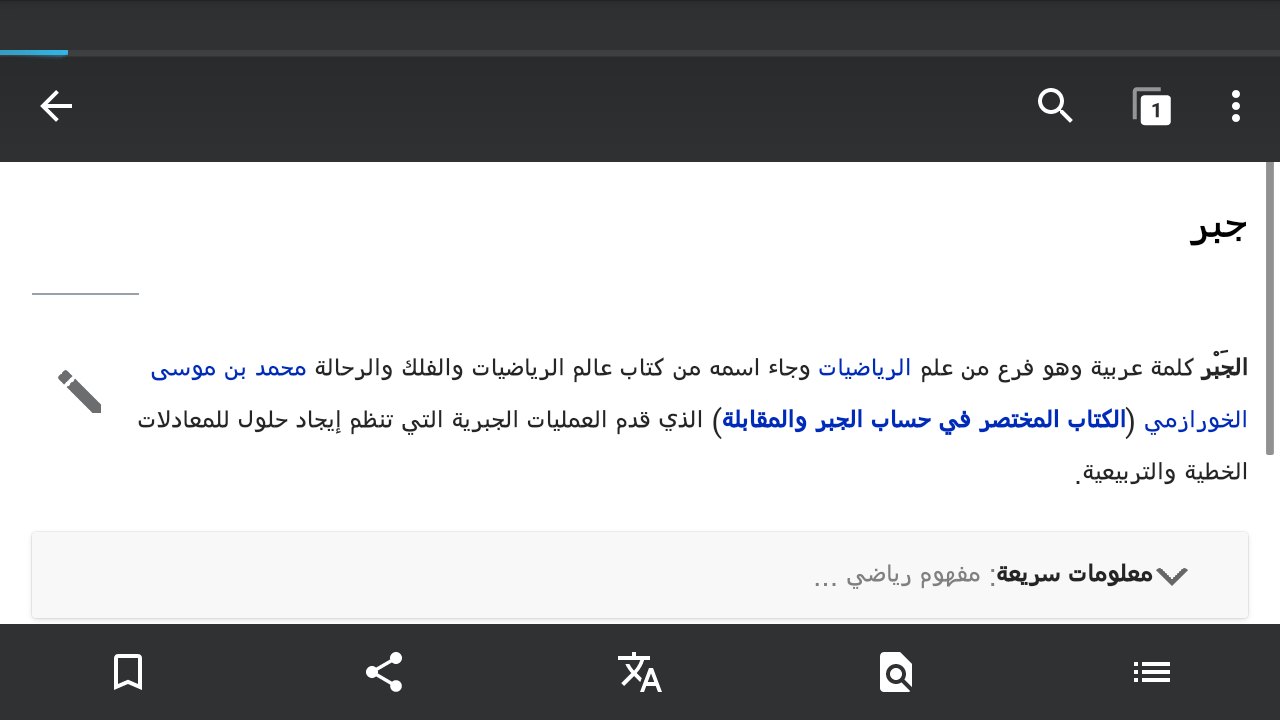 1
جبر
الجَبْر كلمة عربية وهو فرع من علم الرياضيات وجاء اسمه من كتاب عالم الرياضيات والفلك والرحالة محمد بن موسى
الخورازمي (الكتاب المختصر في حساب الجبر والمقابلة) الذي قدم العمليات الجبرية التي تنظم إيجاد حلول للمعادلات
الخطية والتربيعية.
معلومات سريعة: مفهوم رياضي ...